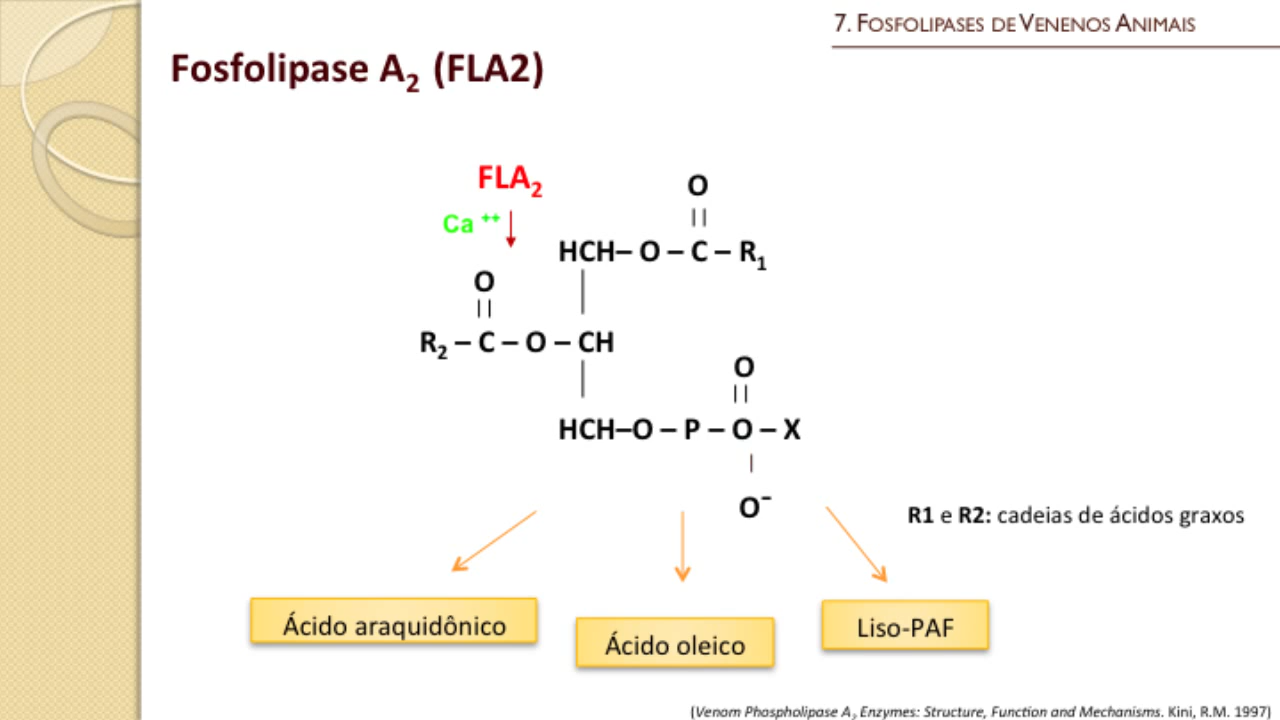 7. FOSFOLIPASES DE VENENOS ANIMAIS
Fosfolipase A₂ (FLA2)
FLA₂
Ca ⁺⁺
O
||
HCH– O – C – R₁
|
O
||
R₂ – C – O – CH
|
O
||
HCH–O – P – O – X
|
O⁻
R1 e R2: cadeias de ácidos graxos
Ácido araquidônico
Ácido oleico
Liso-PAF
(Venom Phospholipase A₂ Enzymes: Structure, Function and Mechanisms. Kini, R.M. 1997)